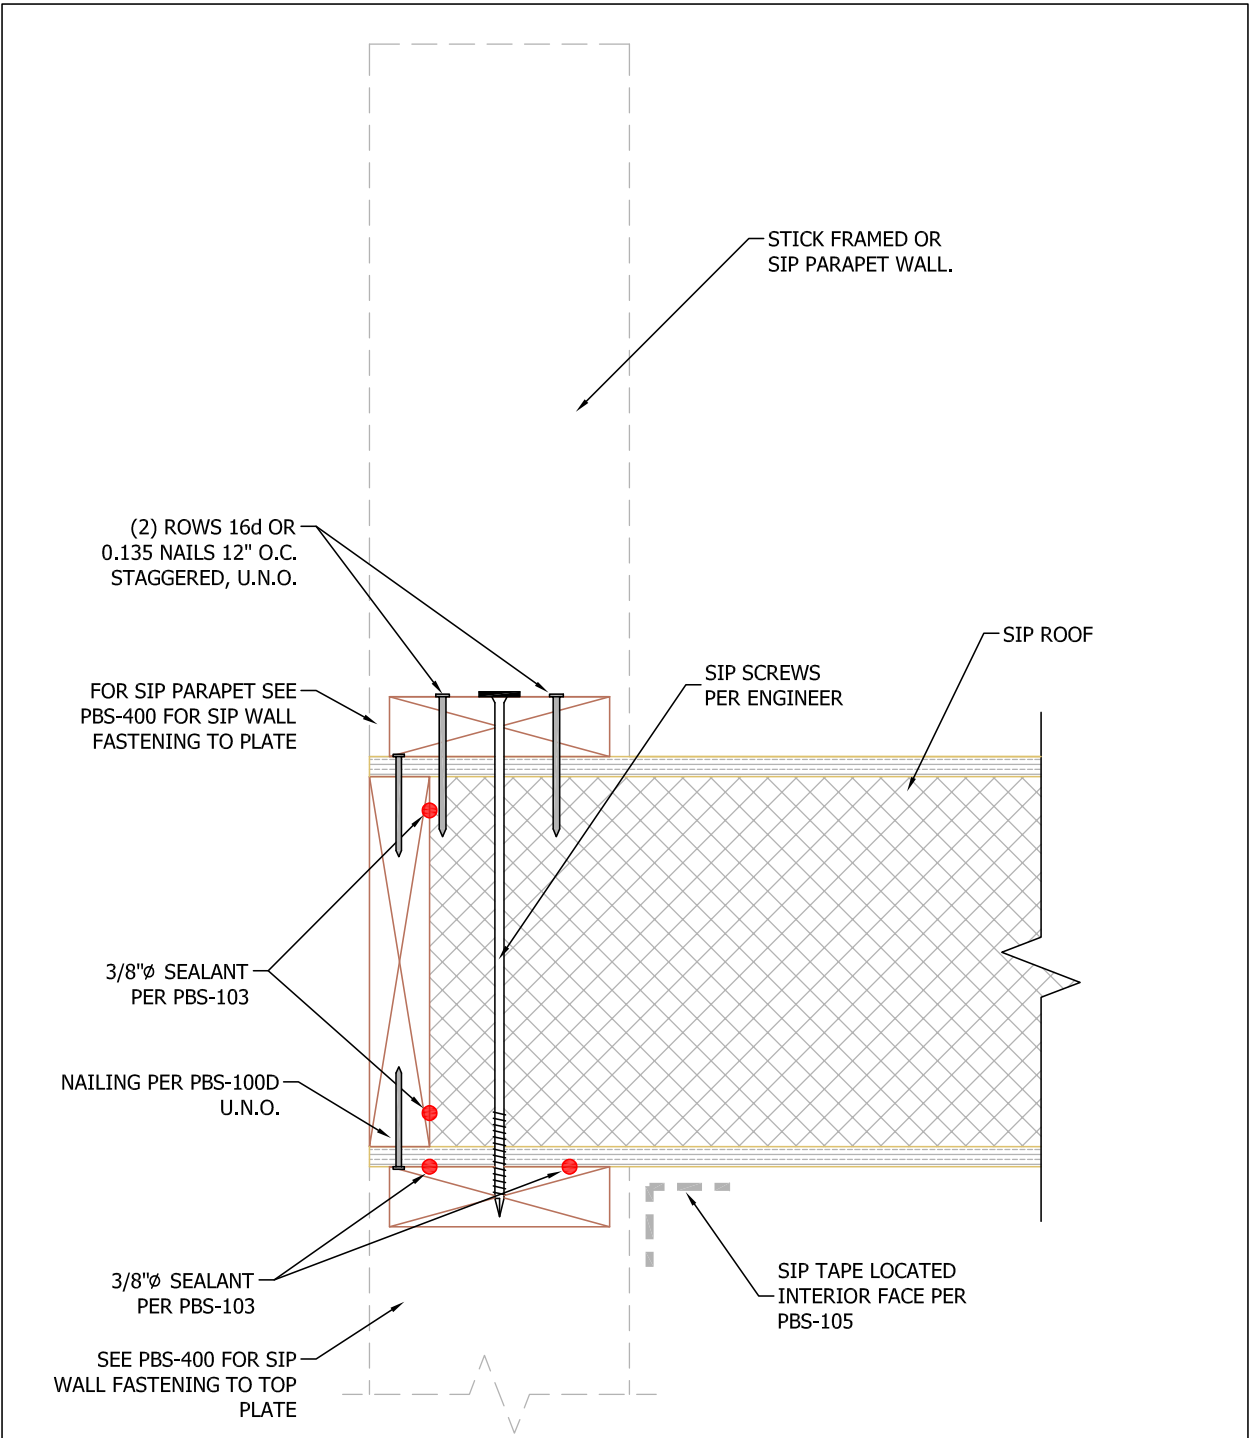 STICK FRAMED OR
SIP PARAPET WALL.
(2) ROWS 16d OR
0.135 NAILS 12" O.C.
STAGGERED, U.N.O.
SIP ROOF
SIP SCREWS
PER ENGINEER
FOR SIP PARAPET SEE
PBS-400 FOR SIP WALL
FASTENING TO PLATE
3/8"Ø SEALANT
PER PBS-103
NAILING PER PBS-100D
U.N.O.
3/8"Ø SEALANT
PER PBS-103
SIP TAPE LOCATED
INTERIOR FACE PER
PBS-105
SEE PBS-400 FOR SIP
WALL FASTENING TO TOP
PLATE